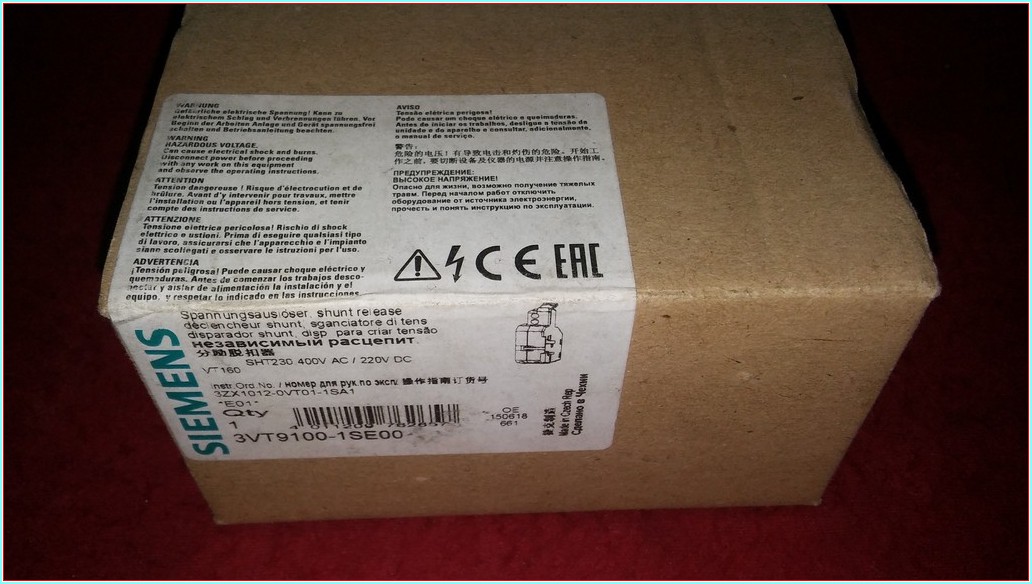 WARNUNG
Gefährliche elektrische Spannung! Kann zu
elektrischem Schlag und Verbrennungen führen. Vor
Beginn der Arbeiten Anlage und Gerät spannungsfrei
schalten und Betriebsanleitung beachten.
WARNING
HAZARDOUS VOLTAGE.
Can cause electrical shock and burns.
Disconnect power before proceeding
with any work on this equipment
and observe the operating instructions.
ATTENTION
Tension dangereuse ! Risque d'électrocution et de
brûlure. Avant d'y intervenir pour travaux, mettre
l'installation ou l'appareil hors tension, et tenir
compte des instructions de service.
ATTENZIONE
Tensione elettrica pericolosa! Rischio di shock
elettrico e ustioni. Prima di eseguire qualsiasi tipo
di lavoro, assicurarsi che l'apparecchio e l'impianto
siano scollegati e osservare le istruzioni per l'uso.
ADVERTENCIA
¡Tensión peligrosa! Puede causar choque eléctrico y
quemaduras. Antes de comenzar los trabajos desco-
nectar y aislar de alimentación la instalación y el
equipo, y respetar lo indicado en las instrucciones.
AVISO
Tensão elétrica perigosa!
Pode causar um choque elétrico e queimaduras.
Antes de iniciar os trabalhos, desligue a tensão da
unidade e do aparelho e consultar, adicionalmente,
o manual de serviço.
警告:
危险的电压!有导致电击和灼伤的危险。开始工
作之前,要切断设备及仪器的电源并注意操作指南。
ПРЕДУПРЕЖДЕНИЕ:
ВЫСОКОЕ НАПРЯЖЕНИЕ!
Опасно для жизни, возможно получение тяжелых
травм. Перед началом работ отключить
оборудование от источника электроэнергии,
прочесть и понять инструкцию по эксплуатации.
CE EAC
SIEMENS
Spannungsauslöser, shunt release
déclencheur shunt, sganciatore di tens
disparador shunt, disp. para criar tensão
независимый расцепит.
分励脱扣器
SHT230 400V AC / 220V DC
VT160
Instr.Ord.No. / номер для рук.по экспл. 操作指南订货号
3ZX1012-0VT01-1SA1
*E01*
Qty
1
3VT9100-1SE00
OE
150618
661
捷克制造
Made in Czech Rep
Сделано в Чехии